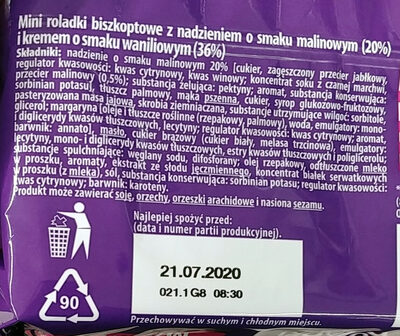 Mini roladki biszkoptowe z nadzieniem o smaku malinowym (20%)
i kremem o smaku waniliowym (36%)
Składniki: nadzienie o smaku malinowym 20% [cukier, zagęszczony przecier jabłkowy,
regulator kwasowości: kwas cytrynowy, kwas winowy; koncentrat soku z czarnej marchwi,
przecier malinowy (0,5%); substancja żelująca: pektyny; aromat, substancja konserwująca:
sorbinian potasu], tłuszcz palmowy, mąka pszenna, cukier, syrop glukozowo-fruktozowy,
pasteryzowana masa jajowa, skrobia ziemniaczana, substancje utrzymujące wilgoć: sorbitole,
glicerol; margaryna [oleje i tłuszcze roślinne (rzepakowy, palmowy), woda, emulgatory: mono-
i diglicerydy kwasów tłuszczowych, lecytyny; regulator kwasowości: kwas cytrynowy; aromat,
barwnik: annato], masło, cukier brązowy (cukier biały, melasa trzcinowa), emulgatory:
lecytyny, mono- i diglicerydy kwasów tłuszczowych, estry kwasów tłuszczowych i poliglicerolu;
substancje spulchniające: węglany sodu, difosforany; olej rzepakowy, odtłuszczone mleko
w proszku, aromaty, ekstrakt ze słodu jęczmiennego, koncentrat białek serwatkowych
w proszku (z mleka), sól, substancja konserwująca: sorbinian potasu; regulator kwasowości:
kwas cytrynowy; barwnik: karoteny.
Produkt może zawierać soję, orzechy, orzeszki arachidowe i nasiona sezamu.
Najlepiej spożyć przed:
(data i numer partii produkcyjnej).
21.07.2020
021.1G8 08:30
90
Przechowywać w suchym i chłodnym miejscu.